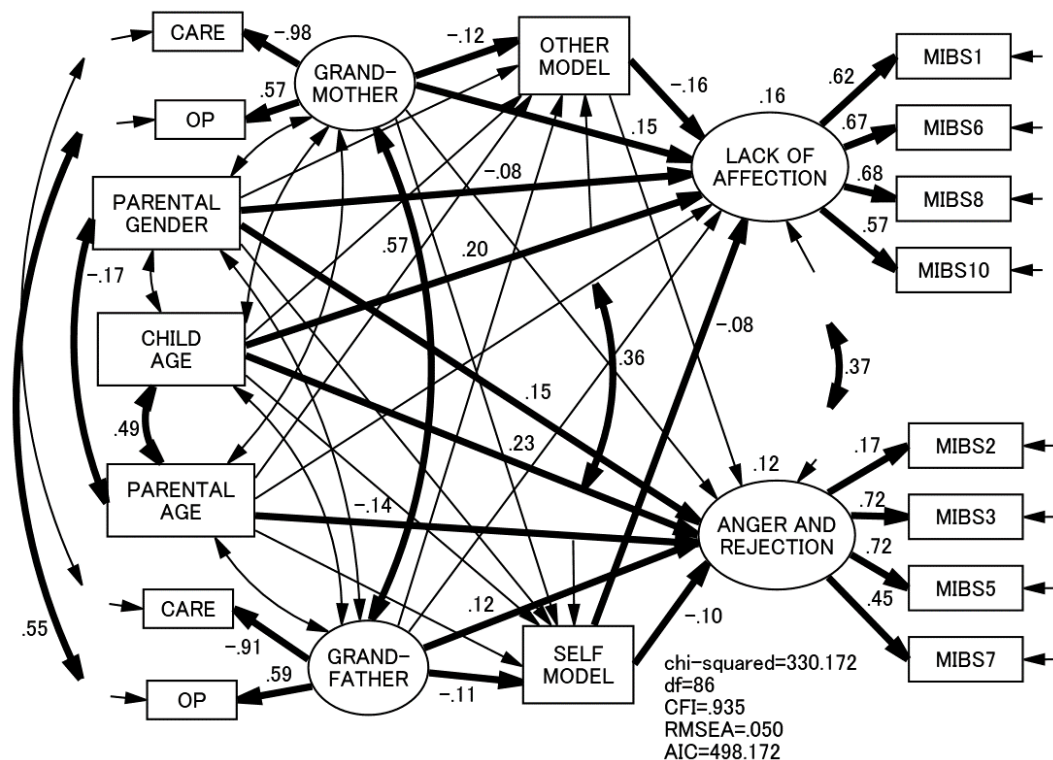 CARE
-.98
-.12
OTHER
MODEL
GRAND-
MOTHER
.62
MIBS1
-.16
.16
OP
.57
.15
.67
MIBS6
LACK OF
AFFECTION
-.08
.68
MIBS8
PARENTAL
GENDER
.57
MIBS10
-.17
.57
.20
-.08
CHILD
AGE
.36
.37
.49
.15
.23
.17
MIBS2
.12
PARENTAL
AGE
-.14
.72
MIBS3
ANGER AND
REJECTION
.72
MIBS5
CARE
.12
.45
.55
-.91
-.10
GRAND-
FATHER
SELF
MODEL
MIBS7
OP
.59
-.11
chi-squared=330.172
df=86
CFI=.935
RMSEA=.050
AIC=498.172